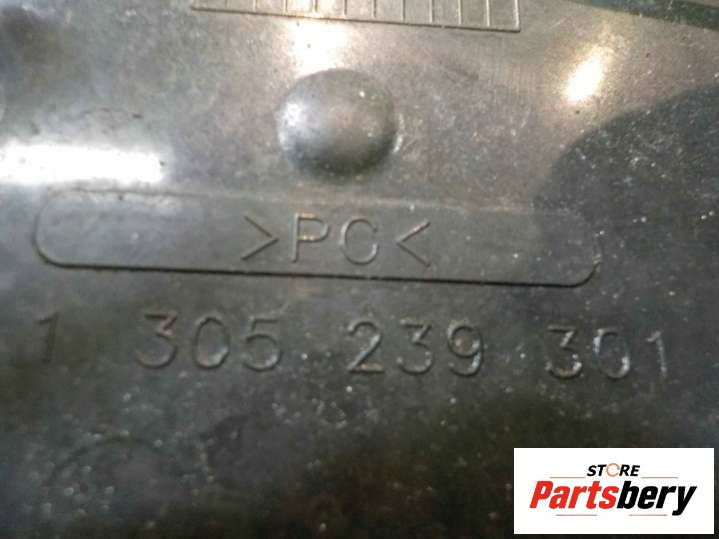 >PC<
1 305 239 301
STORE
Partsbery